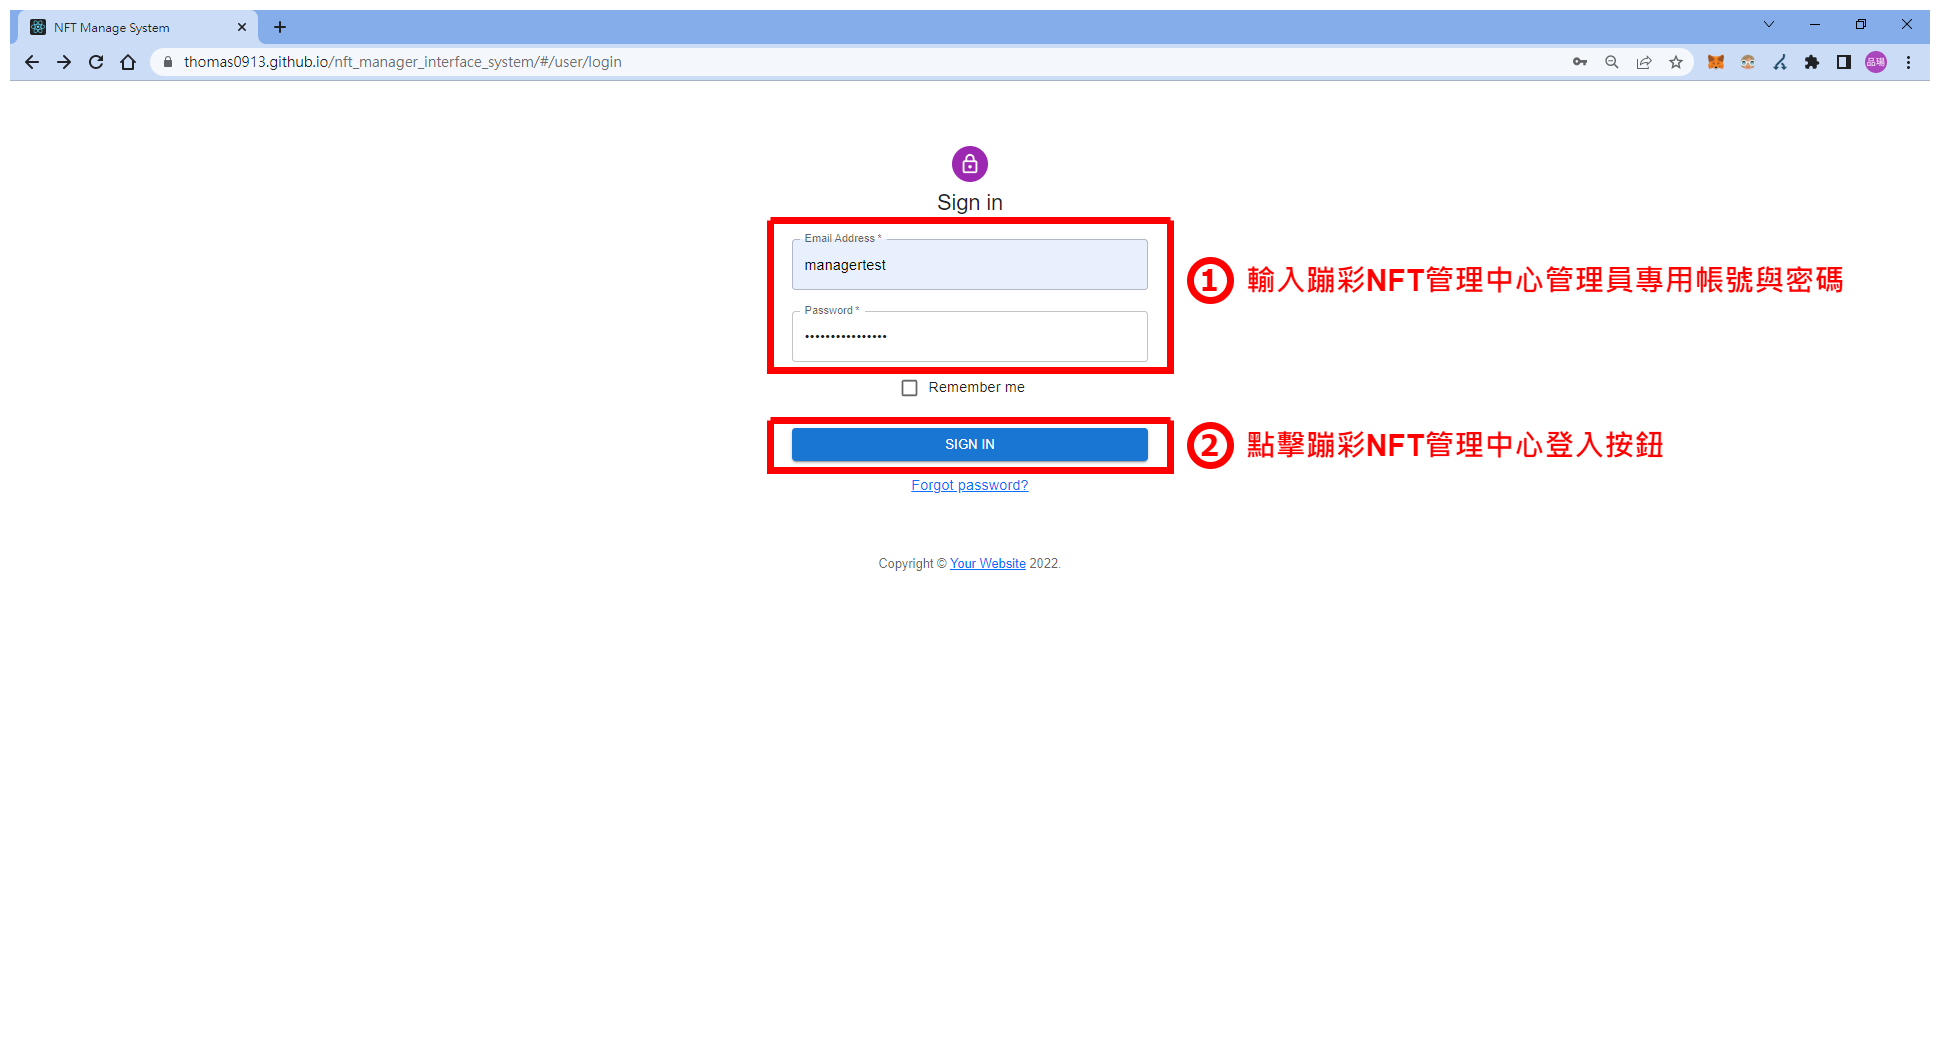 NFT Manage System
thomas0913.github.io/nft_manager_interface_system/#/user/login
品瑒
Sign in
Email Address *
managertest
① 輸入蹦彩NFT管理中心管理員專用帳號與密碼
Password *
••••••••••••••••
Remember me
SIGN IN
② 點擊蹦彩NFT管理中心登入按鈕
Forgot password?
Copyright © Your Website 2022.